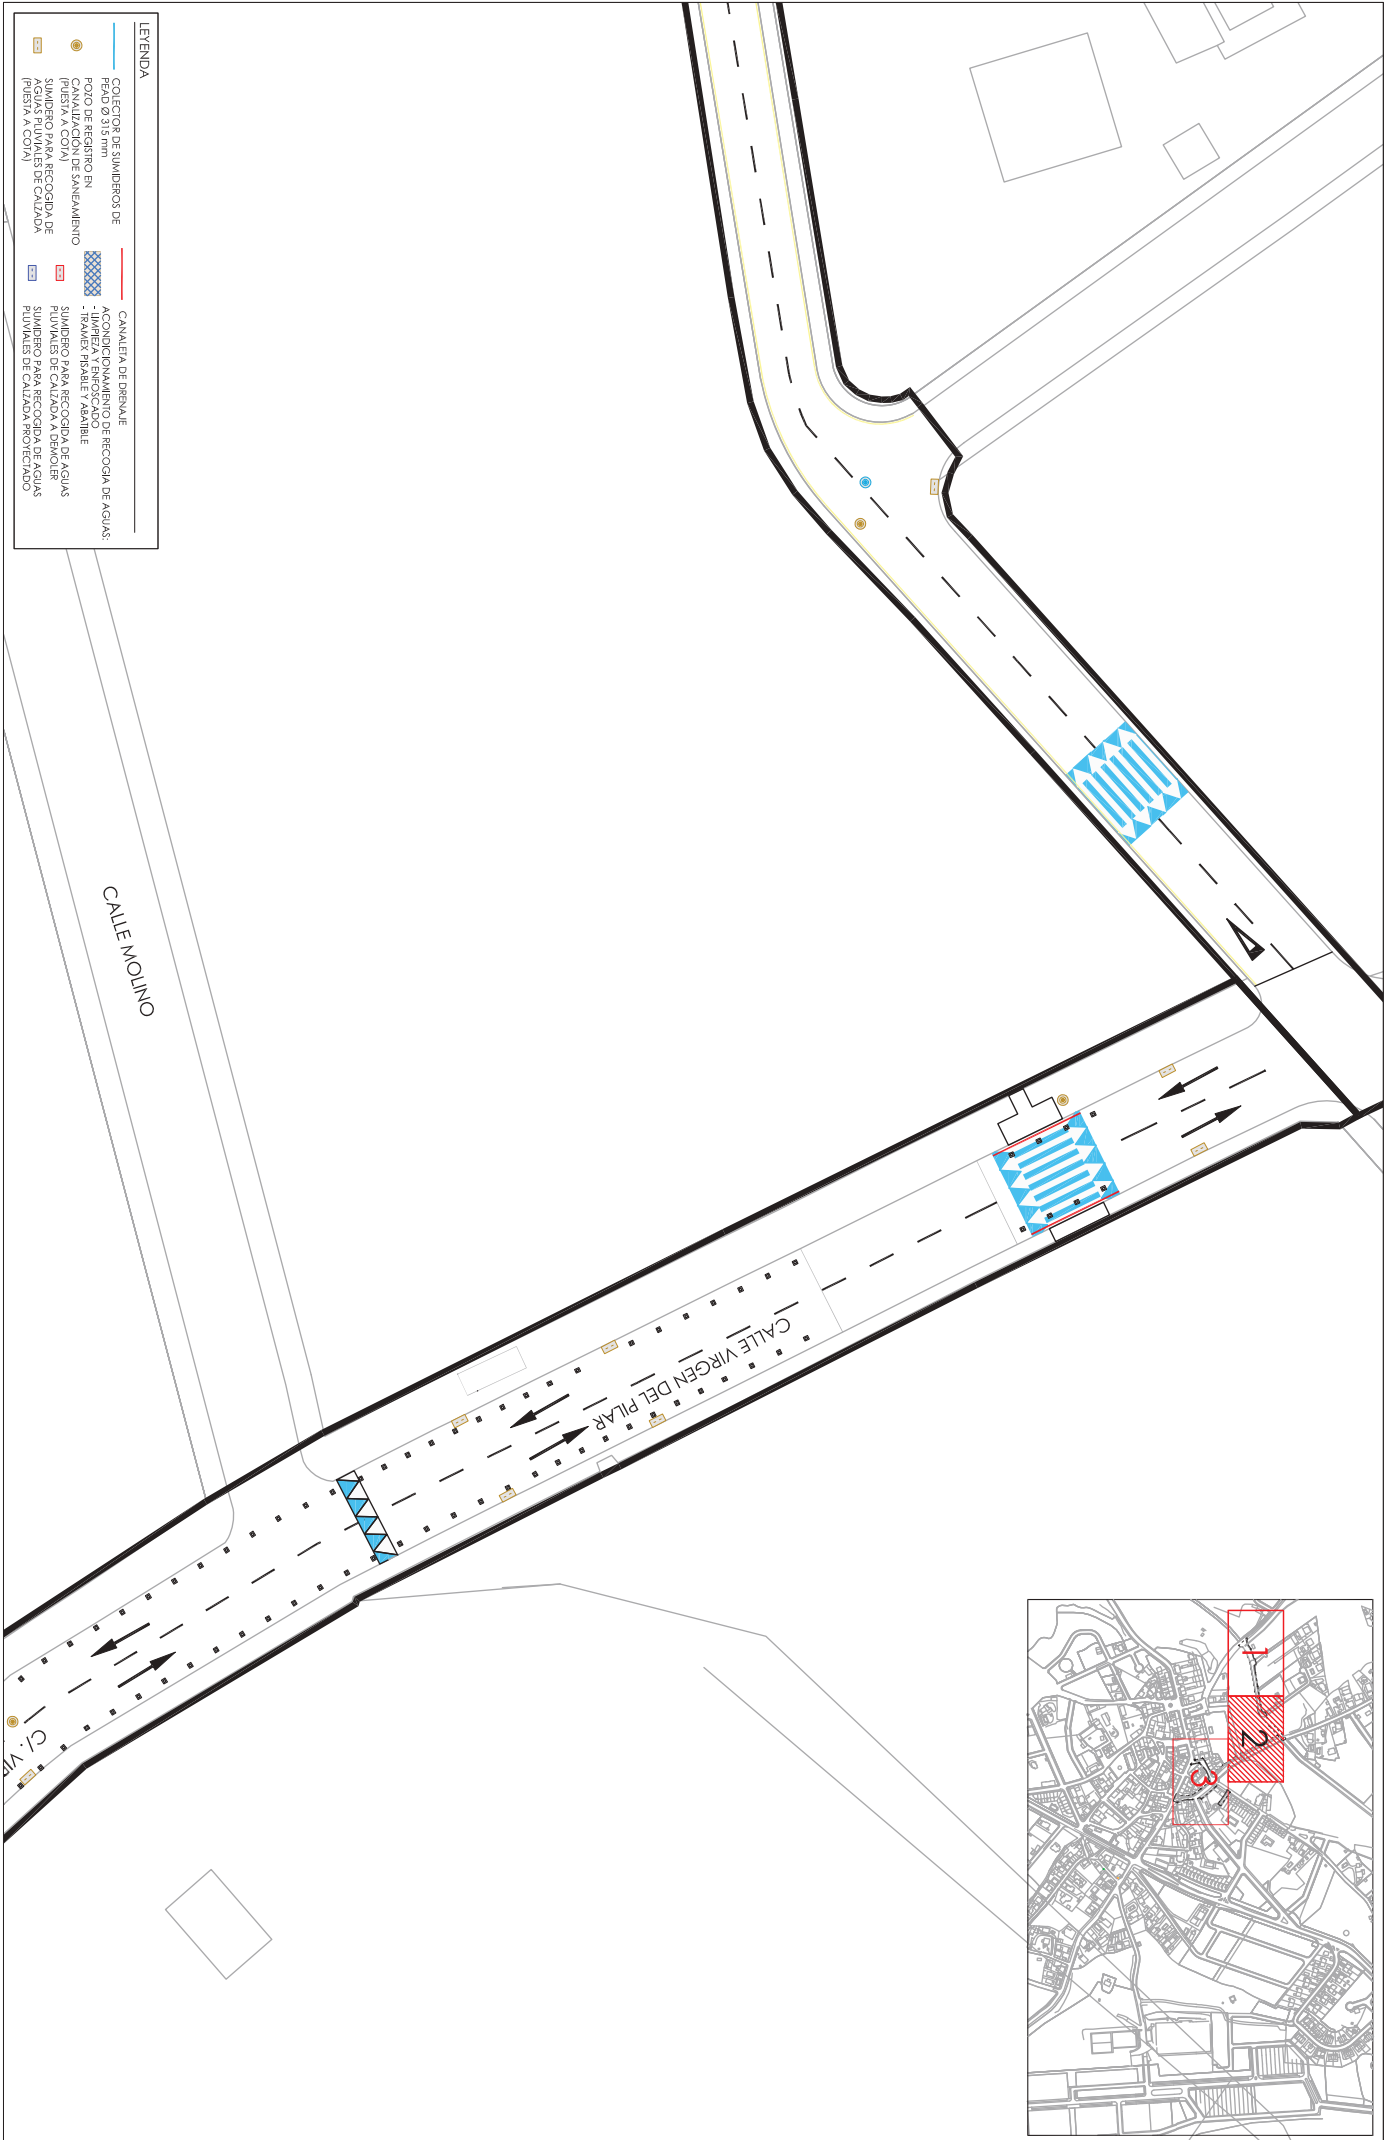 LEYENDA
COLECTOR DE SUMIDEROS DE
PEAD Ø 315 mm
POZO DE REGISTRO EN
CANALIZACIÓN DE SANEAMIENTO
(PUESTA A COTA)
SUMIDERO PARA RECOGIDA DE
AGUAS PLUVIALES DE CALZADA
(PUESTA A COTA)
CANALETA DE DRENAJE
ACONDICIONAMIENTO DE RECOGIA DE AGUAS:
- LIMPIEZA Y ENFOSCADO
- TRAMEX PISABLE Y ABATIBLE
SUMIDERO PARA RECOGIDA DE AGUAS
PLUVIALES DE CALZADA A DEMOLER
SUMIDERO PARA RECOGIDA DE AGUAS
PLUVIALES DE CALZADA PROYECTADO
CALLE MOLINO
CALLE VIRGEN DEL PILAR
C/. VIR
1
2
3